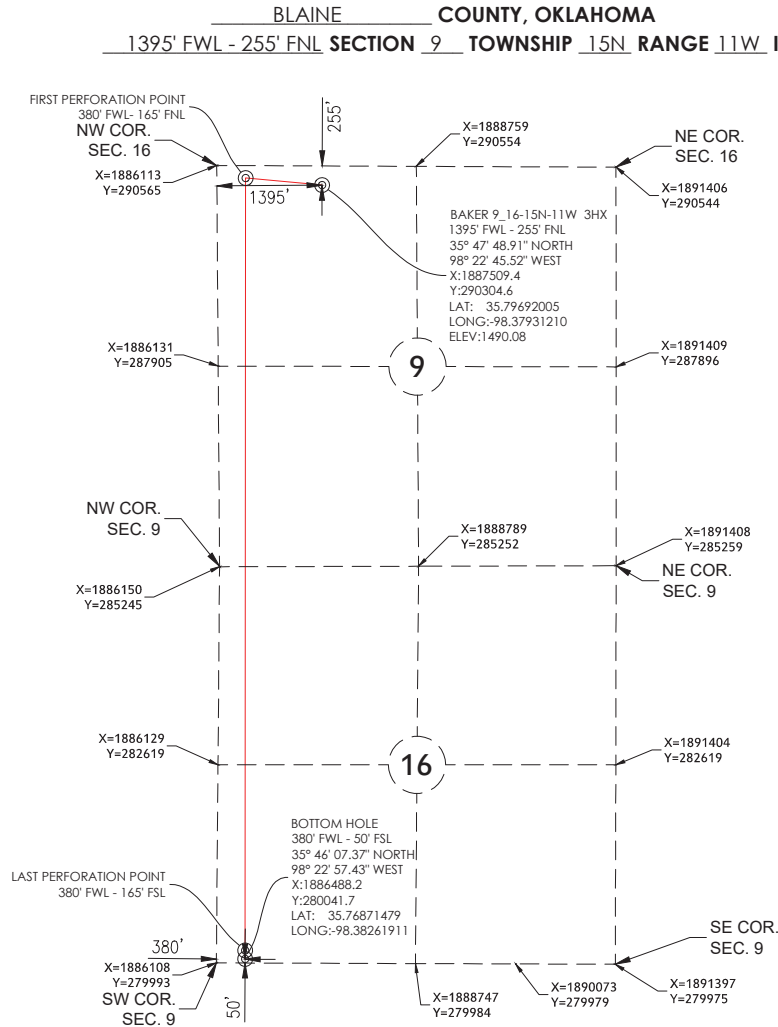 BLAINE COUNTY, OKLAHOMA
1395' FWL - 255' FNL SECTION 9 TOWNSHIP 15N RANGE 11W I
FIRST PERFORATION POINT
380' FWL- 165' FNL
NW COR.
SEC. 16
X=1886113
Y=290565
255'
1395'
X=1888759
Y=290554
NE COR.
SEC. 16
X=1891406
Y=290544
BAKER 9_16-15N-11W 3HX
1395' FWL - 255' FNL
35° 47' 48.91" NORTH
98° 22' 45.52" WEST
X:1887509.4
Y:290304.6
LAT: 35.79692005
LONG:-98.37931210
ELEV:1490.08
X=1886131
Y=287905
9
X=1891409
Y=287896
NW COR.
SEC. 9
X=1886150
Y=285245
X=1888789
Y=285252
X=1891408
Y=285259
NE COR.
SEC. 9
X=1886129
Y=282619
16
X=1891404
Y=282619
BOTTOM HOLE
380' FWL - 50' FSL
35° 46' 07.37" NORTH
98° 22' 57.43" WEST
X:1886488.2
Y:280041.7
LAT: 35.76871479
LONG:-98.38261911
LAST PERFORATION POINT
380' FWL - 165' FSL
380'
X=1886108
Y=279993
SW COR.
SEC. 9
50'
X=1888747
Y=279984
X=1890073
Y=279979
SE COR.
SEC. 9
X=1891397
Y=279975